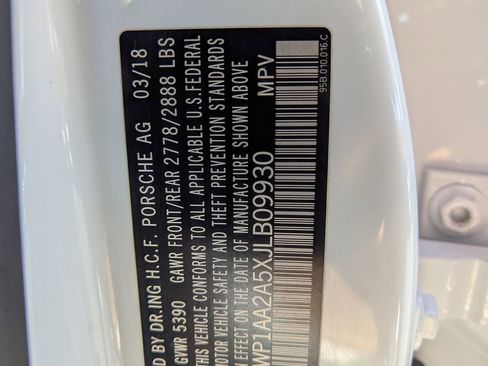 D BY DR.ING H.C.F. PORSCHE AG 03/18
GVWR 5390 GAWR FRONT/REAR 2778/2888 LBS
THIS VEHICLE CONFORMS TO ALL APPLICABLE U.S.FEDERAL
MOTOR VEHICLE SAFETY AND THEFT PREVENTION STANDARDS
EFFECT ON THE DATE OF MANUFACTURE SHOWN ABOVE
WP1AA2A5XJLB09930 MPV
95B.010.016 C